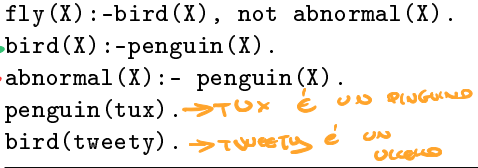 fly(X):-bird(X), not abnormal(X).
bird(X):-penguin(X).
abnormal(X):- penguin(X).
penguin(tux). → TUX È UN PINGUINO
bird(tweety). → TWEETY È UN
UCCELLO